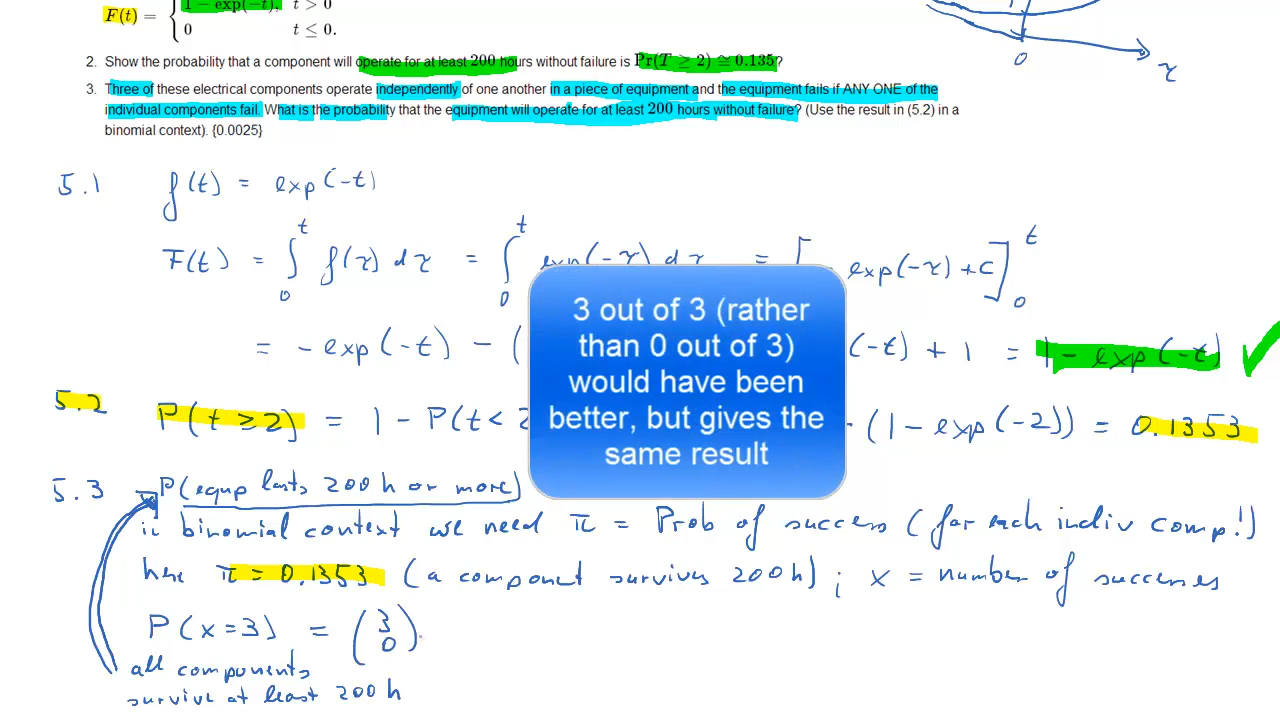 F(t) = { 1 − exp(−t), t > 0
0 t ≤ 0.
0
τ
2. Show the probability that a component will operate for at least 200 hours without failure is Pr(T ≥ 2) ≅ 0.135?
3. Three of these electrical components operate independently of one another in a piece of equipment and the equipment fails if ANY ONE of the
individual components fail. What is the probability that the equipment will operate for at least 200 hours without failure? (Use the result in (5.2) in a
binomial context). {0.0025}
5.1 f(t) = exp(−t)
F(t) = ∫₀ᵗ f(τ) dτ = ∫₀ᵗ exp(−τ) dτ = [ − exp(−τ) + C ]₀ᵗ
= − exp(−t) − ( (−t) + 1 = 1 − exp(−t) ✓
5.2 P(t ≥ 2) = 1 − P(t < 2 − (1 − exp(−2)) = 0.1353
5.3 P(equip lasts 200 h or more)
in binomial context we need π = Prob of success (for each indiv comp!)
here π = 0.1353 (a component survives 200 h) ; x = number of successes
P(x = 3) = (3 0)
all components
survive at least 200 h
3 out of 3 (rather
than 0 out of 3)
would have been
better, but gives the
same result